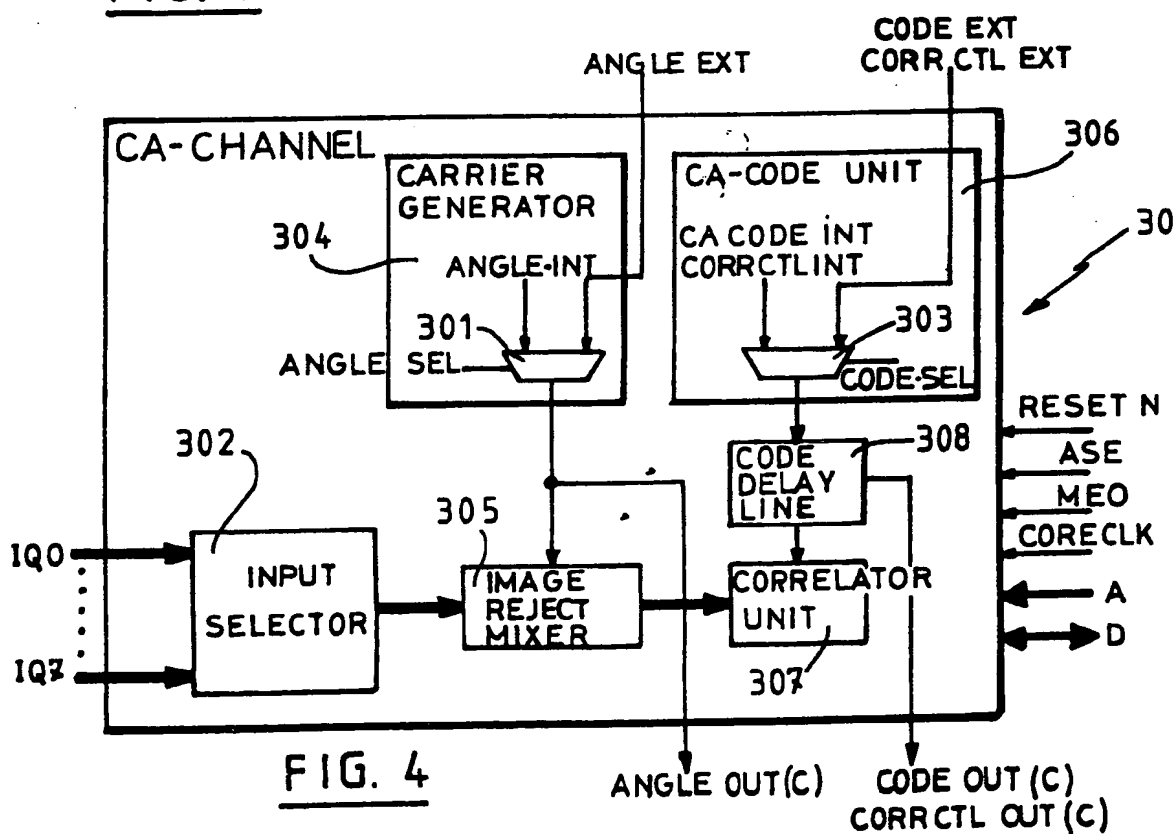 CODE EXT
ANGLE EXT
CORRCTL EXT
CA-CHANNEL
306
CARRIER
GENERATOR
CA-CODE UNIT
30
304
CA CODE INT
ANGLE-INT
CORRCTLINT
301
303
ANGLE SEL
CODE-SEL
RESET N
302
308
CODE
DELAY
LINE
ASE
MEO
305
CORECLK
IQ0
INPUT
SELECTOR
IMAGE
REJECT
MIXER
CORRELATOR
UNIT
A
D
IQ7
307
FIG. 4
ANGLE OUT(C)
CODE OUT(C)
CORRCTL OUT(C)